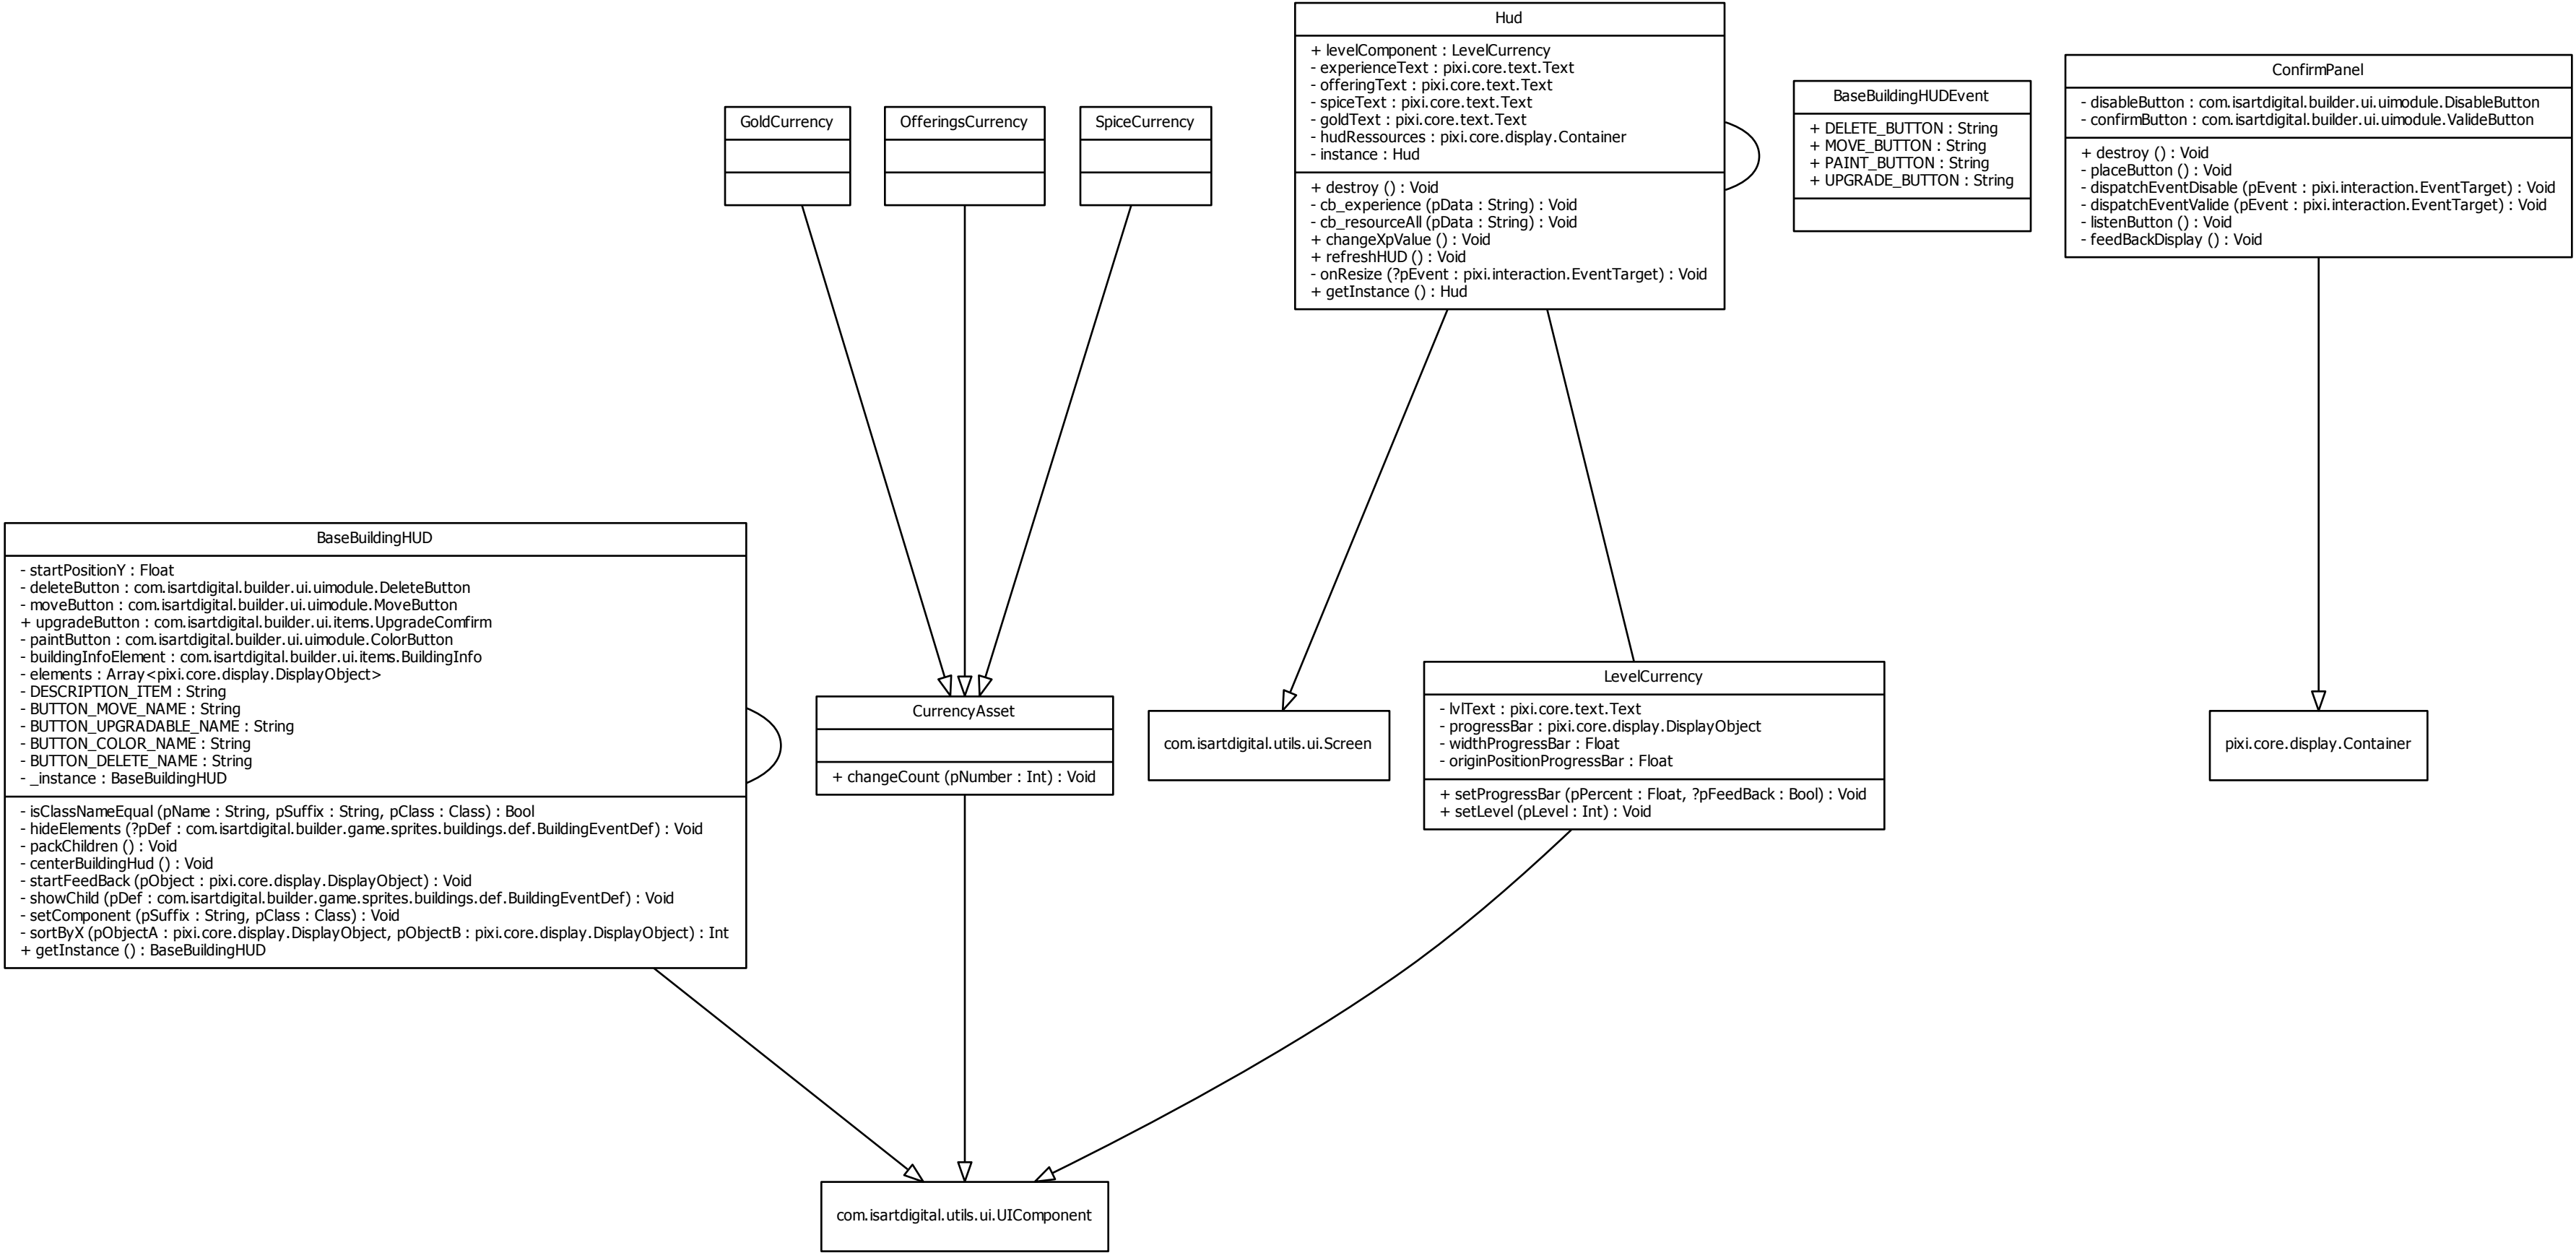 Hud
+ levelComponent : LevelCurrency
- experienceText : pixi.core.text.Text
- offeringText : pixi.core.text.Text
- spiceText : pixi.core.text.Text
- goldText : pixi.core.text.Text
- hudRessources : pixi.core.display.Container
- instance : Hud
+ destroy () : Void
- cb_experience (pData : String) : Void
- cb_resourceAll (pData : String) : Void
+ changeXpValue () : Void
+ refreshHUD () : Void
- onResize (?pEvent : pixi.interaction.EventTarget) : Void
+ getInstance () : Hud
ConfirmPanel
- disableButton : com.isartdigital.builder.ui.uimodule.DisableButton
- confirmButton : com.isartdigital.builder.ui.uimodule.ValideButton
+ destroy () : Void
- placeButton () : Void
- dispatchEventDisable (pEvent : pixi.interaction.EventTarget) : Void
- dispatchEventValide (pEvent : pixi.interaction.EventTarget) : Void
- listenButton () : Void
- feedBackDisplay () : Void
BaseBuildingHUDEvent
+ DELETE_BUTTON : String
+ MOVE_BUTTON : String
+ PAINT_BUTTON : String
+ UPGRADE_BUTTON : String
GoldCurrency
OfferingsCurrency
SpiceCurrency
BaseBuildingHUD
- startPositionY : Float
- deleteButton : com.isartdigital.builder.ui.uimodule.DeleteButton
- moveButton : com.isartdigital.builder.ui.uimodule.MoveButton
+ upgradeButton : com.isartdigital.builder.ui.items.UpgradeComfirm
- paintButton : com.isartdigital.builder.ui.uimodule.ColorButton
- buildingInfoElement : com.isartdigital.builder.ui.items.BuildingInfo
- elements : Array<pixi.core.display.DisplayObject>
- DESCRIPTION_ITEM : String
- BUTTON_MOVE_NAME : String
- BUTTON_UPGRADABLE_NAME : String
- BUTTON_COLOR_NAME : String
- BUTTON_DELETE_NAME : String
- _instance : BaseBuildingHUD
- isClassNameEqual (pName : String, pSuffix : String, pClass : Class) : Bool
- hideElements (?pDef : com.isartdigital.builder.game.sprites.buildings.def.BuildingEventDef) : Void
- packChildren () : Void
- centerBuildingHud () : Void
- startFeedBack (pObject : pixi.core.display.DisplayObject) : Void
- showChild (pDef : com.isartdigital.builder.game.sprites.buildings.def.BuildingEventDef) : Void
- setComponent (pSuffix : String, pClass : Class) : Void
- sortByX (pObjectA : pixi.core.display.DisplayObject, pObjectB : pixi.core.display.DisplayObject) : Int
+ getInstance () : BaseBuildingHUD
CurrencyAsset
+ changeCount (pNumber : Int) : Void
com.isartdigital.utils.ui.Screen
LevelCurrency
- lvlText : pixi.core.text.Text
- progressBar : pixi.core.display.DisplayObject
- widthProgressBar : Float
- originPositionProgressBar : Float
+ setProgressBar (pPercent : Float, ?pFeedBack : Bool) : Void
+ setLevel (pLevel : Int) : Void
pixi.core.display.Container
com.isartdigital.utils.ui.UIComponent